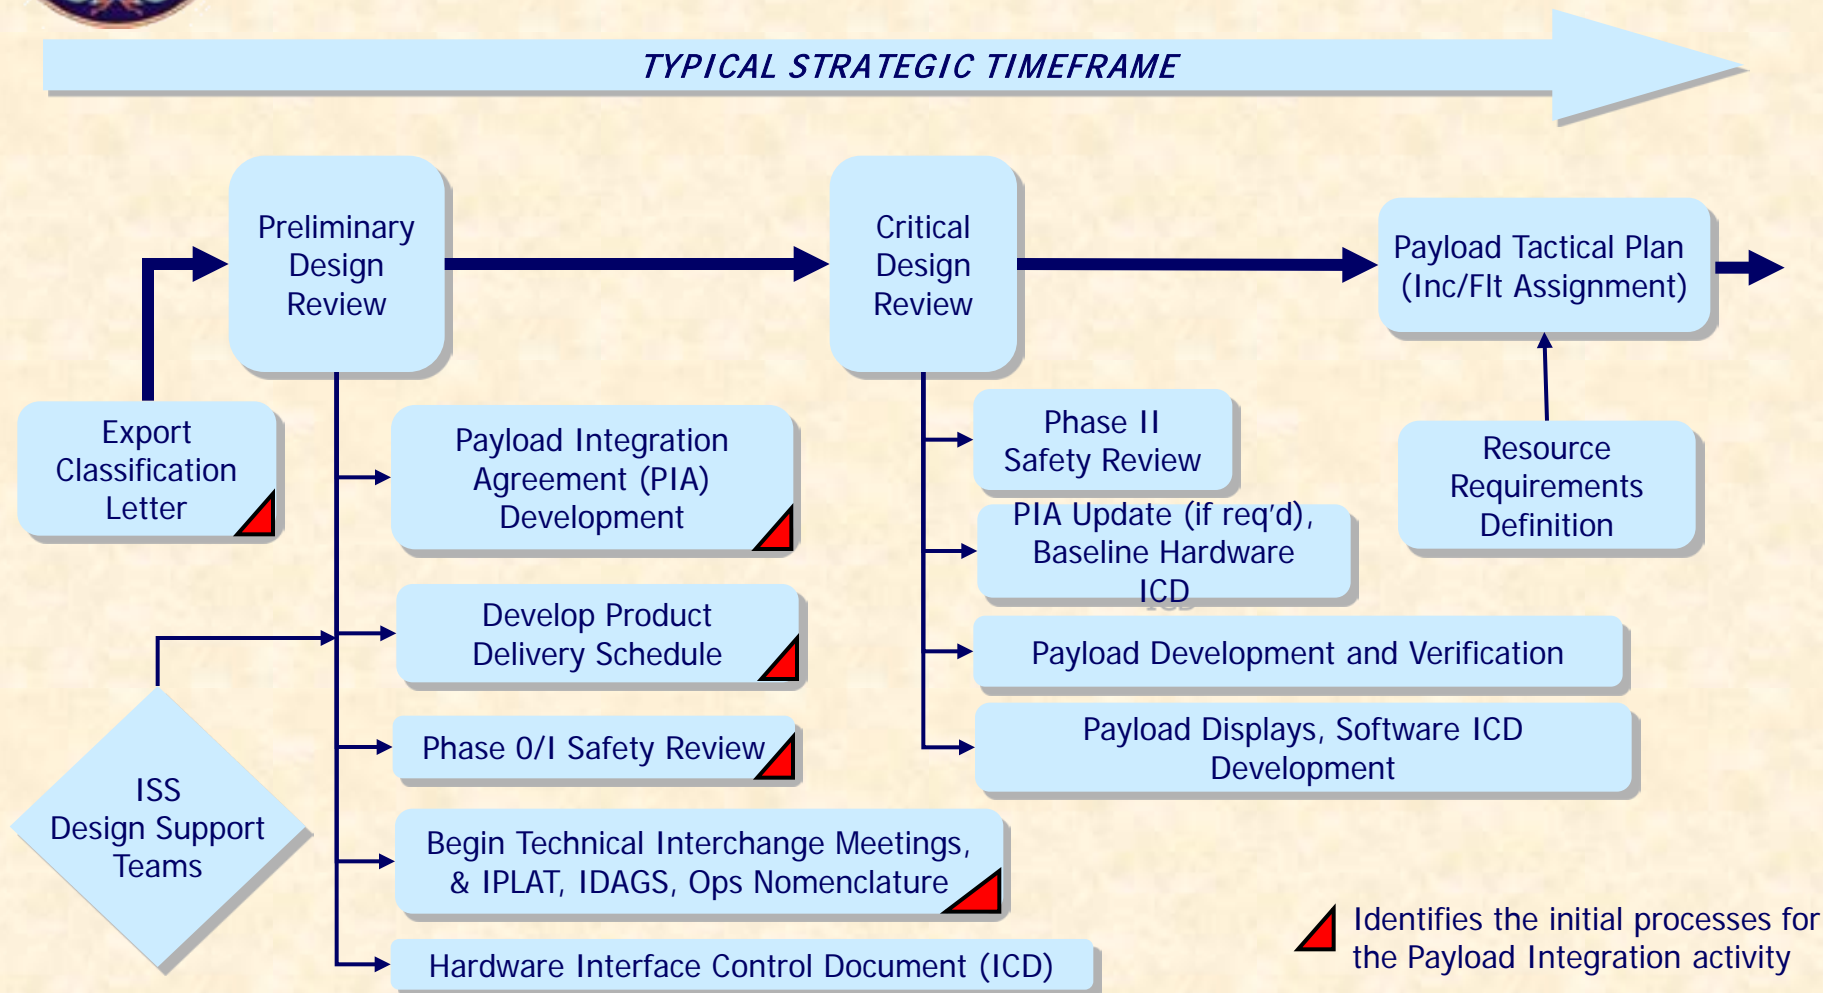 TYPICAL STRATEGIC TIMEFRAME
Preliminary
Design
Review
Critical
Design
Review
Payload Tactical Plan
(Inc/Flt Assignment)
Export
Classification
Letter
Payload Integration
Agreement (PIA)
Development
Develop Product
Delivery Schedule
Phase 0/I Safety Review
Begin Technical Interchange Meetings,
& IPLAT, IDAGS, Ops Nomenclature
Hardware Interface Control Document (ICD)
ISS
Design Support
Teams
Phase II
Safety Review
PIA Update (if req'd),
Baseline Hardware
ICD
Payload Development and Verification
Payload Displays, Software ICD
Development
Resource
Requirements
Definition
Identifies the initial processes for
the Payload Integration activity